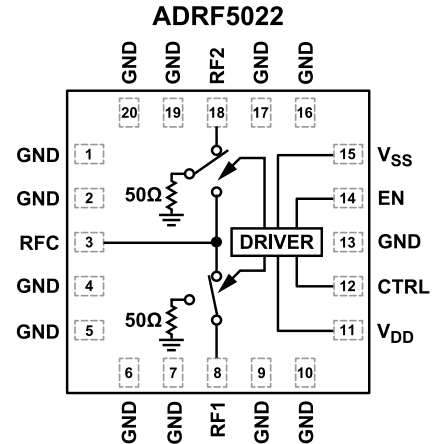 ADRF5022
GND GND RF2 GND GND
20 19 18 17 16
GND 1 15 VSS
50Ω
GND 2 14 EN
RFC 3 DRIVER 13 GND
GND 4 12 CTRL
50Ω
GND 5 11 VDD
6 7 8 9 10
GND GND RF1 GND GND